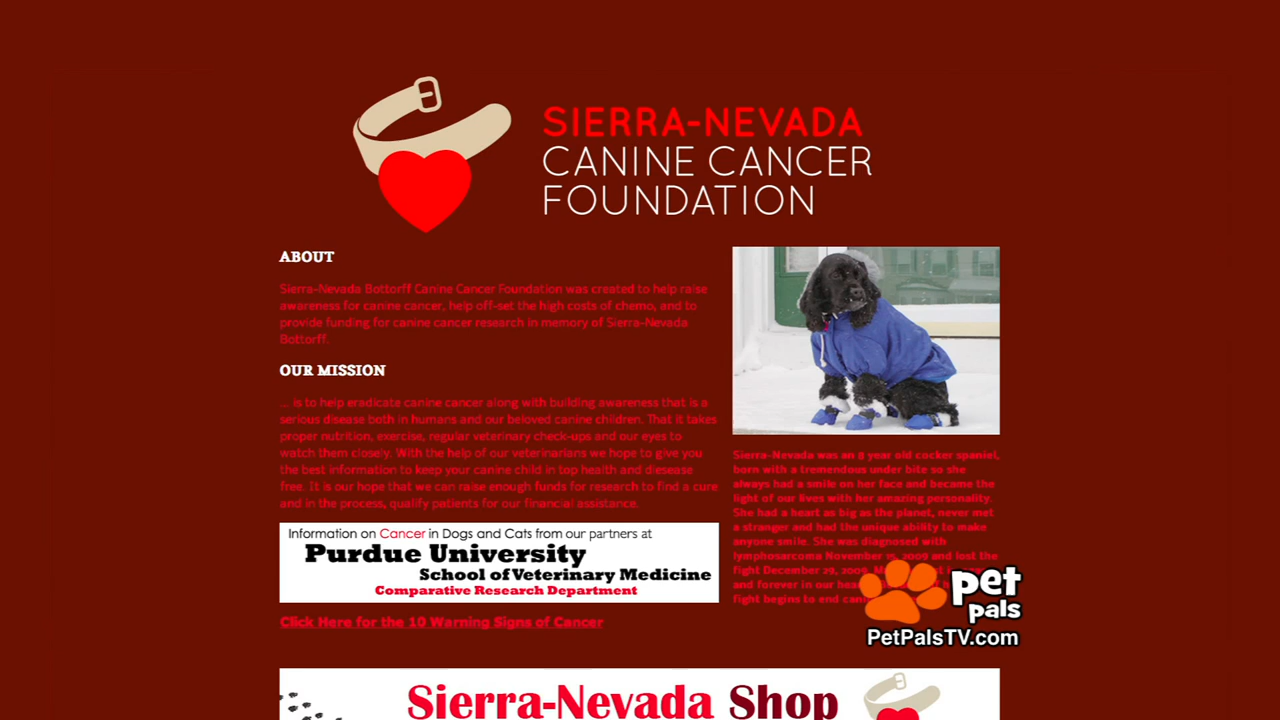 SIERRA-NEVADA
CANINE CANCER
FOUNDATION
ABOUT
Sierra-Nevada Bottorff Canine Cancer Foundation was created to help raise
awareness for canine cancer, help off-set the high costs of chemo, and to
provide funding for canine cancer research in memory of Sierra-Nevada
Bottorff.
OUR MISSION
... is to help eradicate canine cancer along with building awareness that is a
serious disease both in humans and our beloved canine children. That it takes
proper nutrition, exercise, regular veterinary check-ups and our eyes to
watch them closely. With the help of our veterinarians we hope to give you
the best information to keep your canine child in top health and diesease
free. It is our hope that we can raise enough funds for research to find a cure
and in the process, qualify patients for our financial assistance.
Information on Cancer in Dogs and Cats from our partners at
Purdue University
School of Veterinary Medicine
Comparative Research Department
Click Here for the 10 Warning Signs of Cancer
Sierra-Nevada was an 8 year old cocker spaniel,
born with a tremendous under bite so she
always had a smile on her face and became the
light of our lives with her amazing personality.
She had a heart as big as the planet, never met
a stranger and had the unique ability to make
anyone smile. She was diagnosed with
lymphosarcoma November 15, 2009 and lost the
fight December 29, 2009.
and forever in our
fight begins to end
pet
pals
PetPalsTV.com
Sierra-Nevada Shop